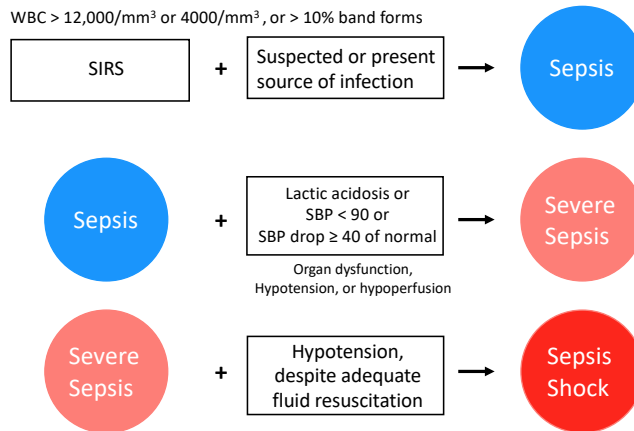 WBC > 12,000/mm³ or 4000/mm³, or > 10% band forms
SIRS
+
Suspected or present
source of infection
Sepsis
Sepsis
+
Lactic acidosis or
SBP < 90 or
SBP drop ≥ 40 of normal
Organ dysfunction,
Hypotension, or hypoperfusion
Severe
Sepsis
Severe
Sepsis
+
Hypotension,
despite adequate
fluid resuscitation
Sepsis
Shock